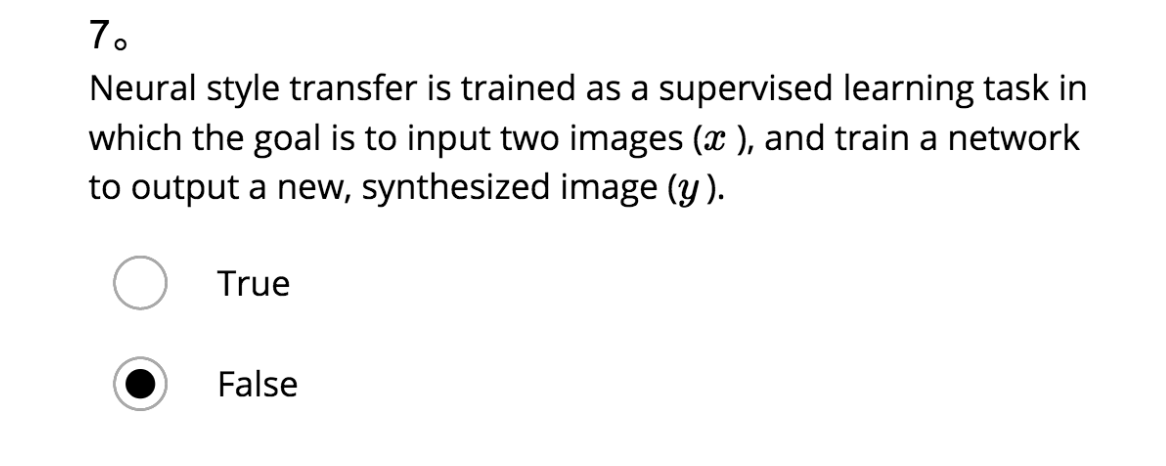 7。
Neural style transfer is trained as a supervised learning task in
which the goal is to input two images (x ), and train a network
to output a new, synthesized image (y ).
True
False